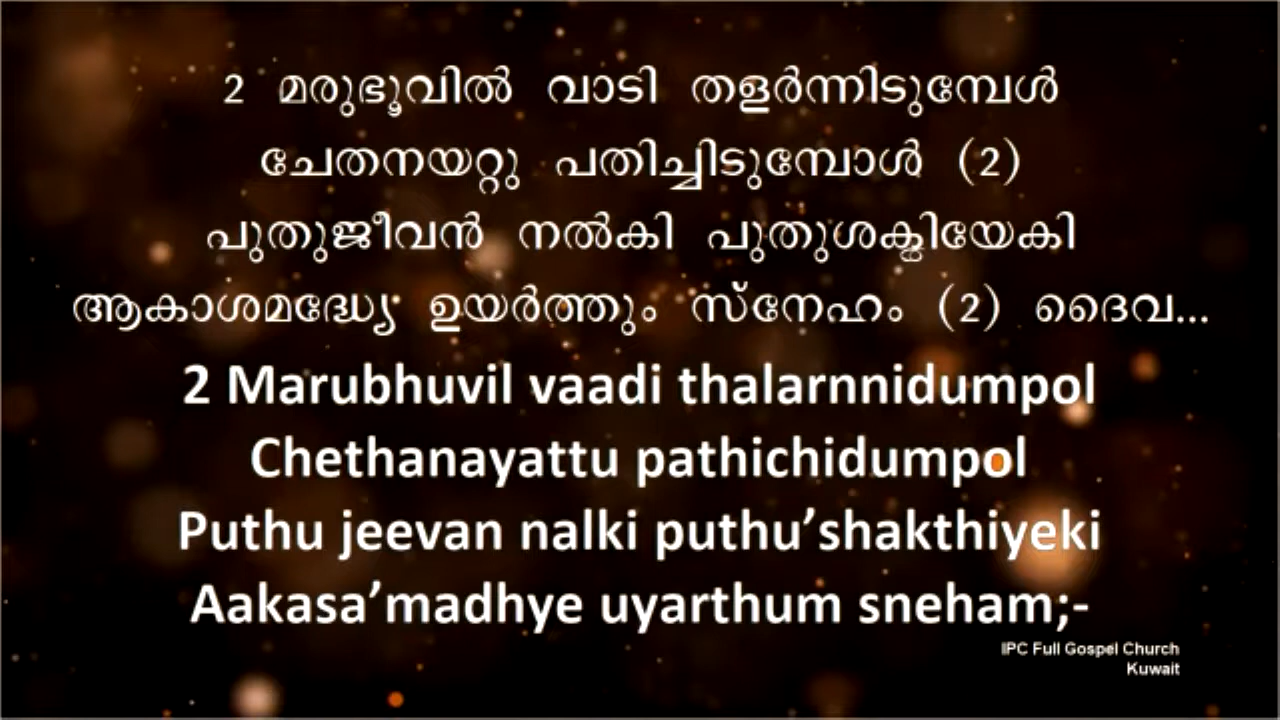 2 മരുഭൂവിൽ വാടി തളർന്നിടുമ്പേൾ
ചേതനയറ്റു പതിച്ചിടുമ്പോൾ (2)
പുതുജീവൻ നൽകി പുതുശക്തിയേകി
ആകാശമദ്ധ്യേ ഉയർത്തും സ്നേഹം (2) ദൈവ...
2 Marubhuvil vaadi thalarnnidumpol
Chethanayattu pathichidumpol
Puthu jeevan nalki puthu’shakthiyeki
Aakasa’madhye uyarthum sneham;-
IPC Full Gospel Church
Kuwait